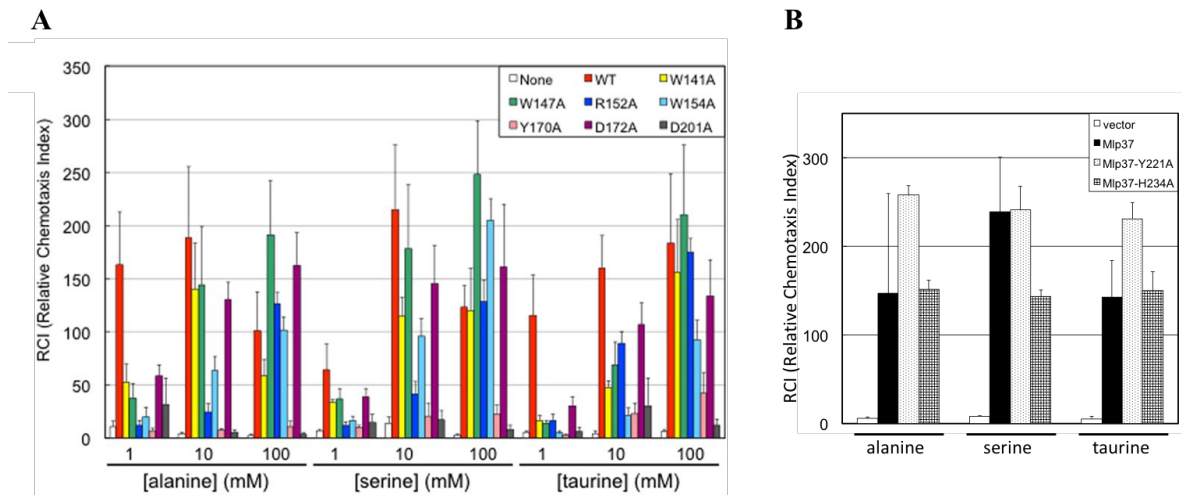 A
RCI (Relative Chemotaxis Index)
350
300
250
200
150
100
50
0
None WT W141A
W147A R152A W154A
Y170A D172A D201A
1 10 100 1 10 100 1 10 100
[alanine] (mM) [serine] (mM) [taurine] (mM)
B
RCI (Relative Chemotaxis Index)
300
200
100
0
vector
Mlp37
Mlp37-Y221A
Mlp37-H234A
alanine serine taurine